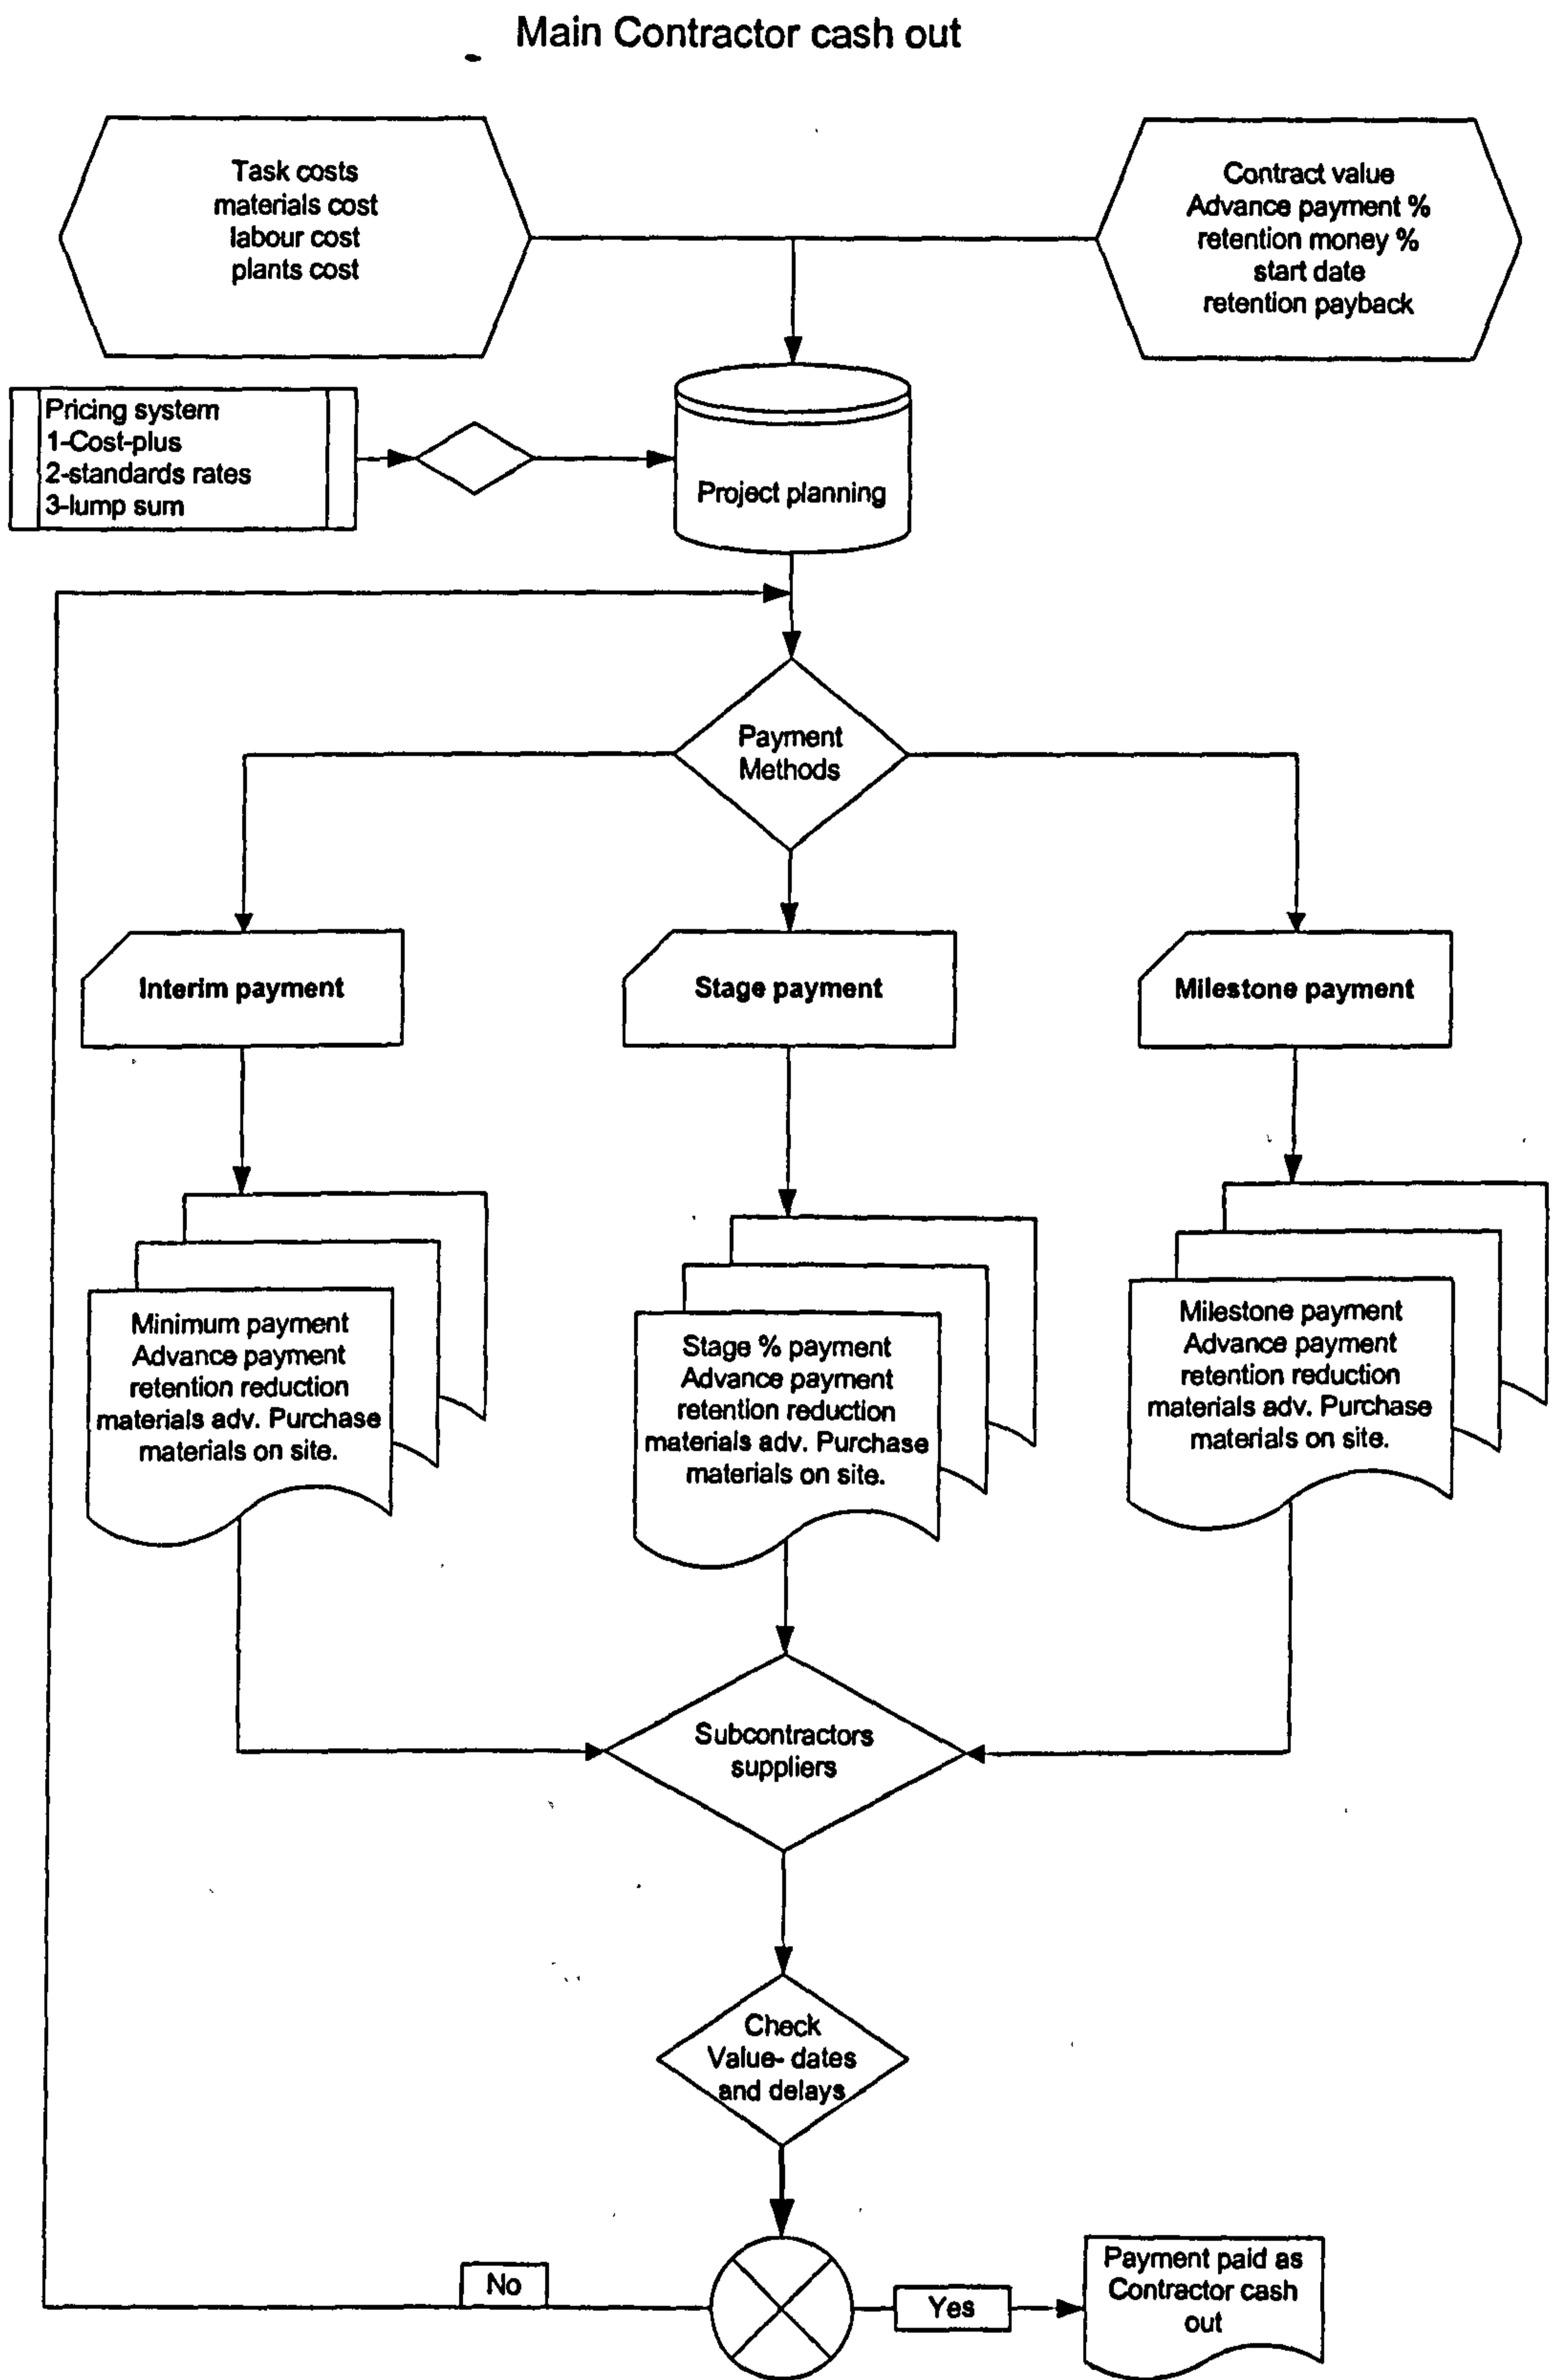 Main Contractor cash out
Task costs
materials cost
labour cost
plants cost
Contract value
Advance payment %
retention money %
start date
retention payback
Pricing system
1-Cost-plus
2-standards rates
3-lump sum
Project planning
Payment
Methods
Interim payment
Stage payment
Milestone payment
Minimum payment
Advance payment
retention reduction
materials adv. Purchase
materials on site.
Stage % payment
Advance payment
retention reduction
materials adv. Purchase
materials on site.
Milestone payment
Advance payment
retention reduction
materials adv. Purchase
materials on site.
Subcontractors
suppliers
Check
Value- dates
and delays
No
Yes
Payment paid as
Contractor cash
out